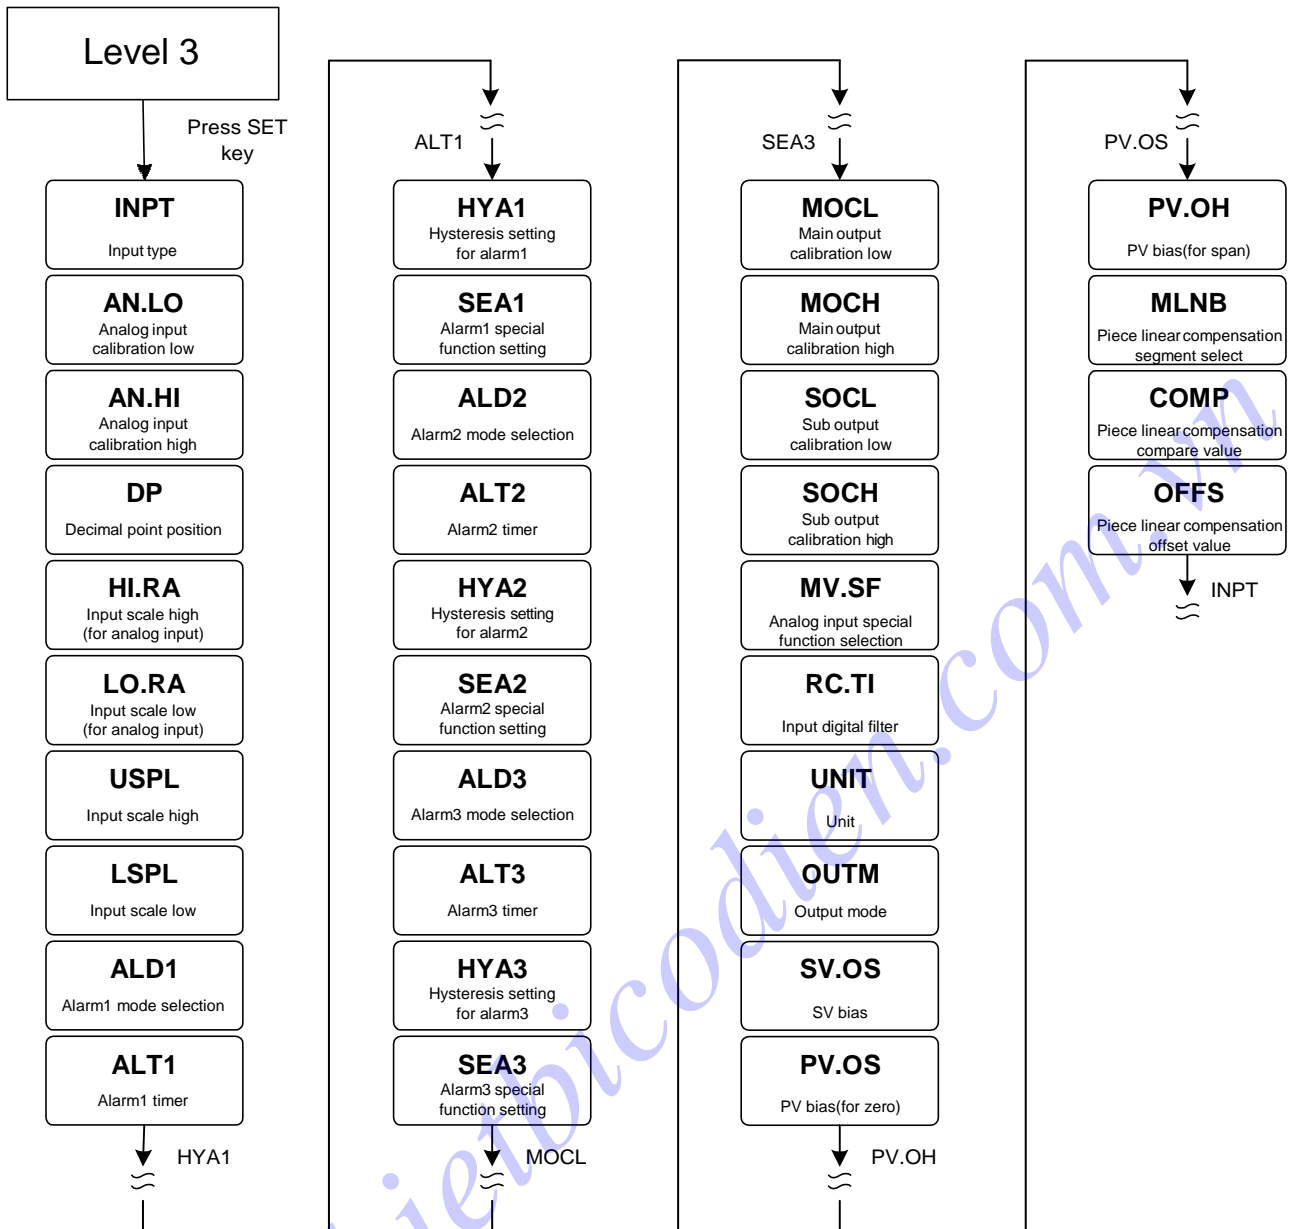 Level 3
Press SET
key
INPT
Input type
AN.LO
Analog input
calibration low
AN.HI
Analog input
calibration high
DP
Decimal point position
HI.RA
Input scale high
(for analog input)
LO.RA
Input scale low
(for analog input)
USPL
Input scale high
LSPL
Input scale low
ALD1
Alarm1 mode selection
ALT1
Alarm1 timer
HYA1
ALT1
HYA1
Hysteresis setting
for alarm1
SEA1
Alarm1 special
function setting
ALD2
Alarm2 mode selection
ALT2
Alarm2 timer
HYA2
Hysteresis setting
for alarm2
SEA2
Alarm2 special
function setting
ALD3
Alarm3 mode selection
ALT3
Alarm3 timer
HYA3
Hysteresis setting
for alarm3
SEA3
Alarm3 special
function setting
MOCL
SEA3
MOCL
Main output
calibration low
MOCH
Main output
calibration high
SOCL
Sub output
calibration low
SOCH
Sub output
calibration high
MV.SF
Analog input special
function selection
RC.TI
Input digital filter
UNIT
Unit
OUTM
Output mode
SV.OS
SV bias
PV.OS
PV bias(for zero)
PV.OH
PV.OS
PV.OH
PV bias(for span)
MLNB
Piece linear compensation
segment select
COMP
Piece linear compensation
compare value
OFFS
Piece linear compensation
offset value
INPT
ietbicodien.com.vn